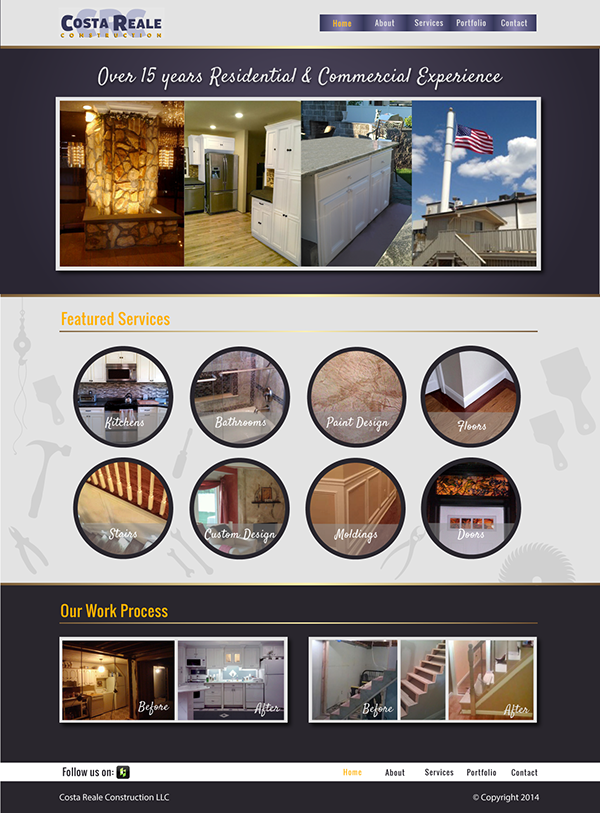 COSTA REALE
CONSTRUCTION
Home About Services Portfolio Contact
Over 15 years Residential & Commercial Experience
Featured Services
Kitchens Bathrooms Paint Design Floors
Stairs Custom Design Moldings Doors
Our Work Process
Before After Before After
Follow us on: Home About Services Portfolio Contact
Costa Reale Construction LLC © Copyright 2014